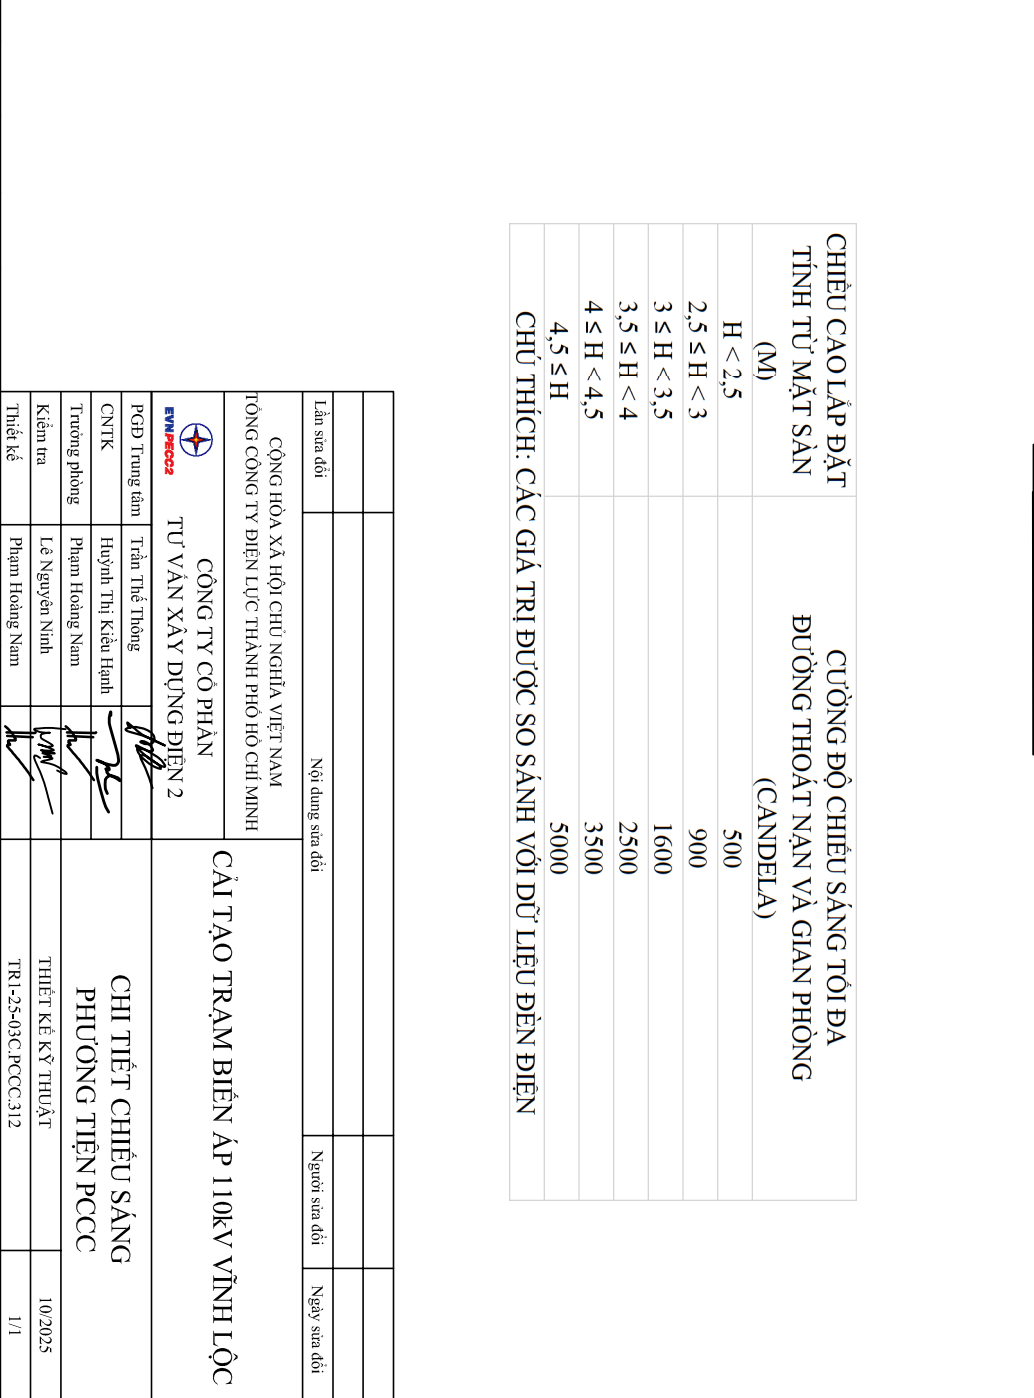 CHIỀU CAO LẮP ĐẶT
TÍNH TỪ MẶT SÀN
(M)
CƯỜNG ĐỘ CHIẾU SÁNG TỐI ĐA
ĐƯỜNG THOÁT NẠN VÀ GIAN PHÒNG
(CANDELA)
H < 2,5 500
2,5 ≤ H < 3 900
3 ≤ H < 3,5 1600
3,5 ≤ H < 4 2500
4 ≤ H < 4,5 3500
4,5 ≤ H 5000
CHÚ THÍCH: CÁC GIÁ TRỊ ĐƯỢC SO SÁNH VỚI DỮ LIỆU ĐÈN ĐIỆN
Lần sửa đổi Nội dung sửa đổi Người sửa đổi Ngày sửa đổi
CỘNG HÒA XÃ HỘI CHỦ NGHĨA VIỆT NAM
TỔNG CÔNG TY ĐIỆN LỰC THÀNH PHỐ HỒ CHÍ MINH
CẢI TẠO TRẠM BIẾN ÁP 110kV VĨNH LỘC
EVNPECC2
CÔNG TY CỔ PHẦN
TƯ VẤN XÂY DỰNG ĐIỆN 2
PGĐ Trung tâm Trần Thế Thông
CNTK Huỳnh Thị Kiều Hạnh
Trưởng phòng Phạm Hoàng Nam
Kiểm tra Lê Nguyên Ninh
Thiết kế Phạm Hoàng Nam
CHI TIẾT CHIẾU SÁNG
PHƯƠNG TIỆN PCCC
THIẾT KẾ KỸ THUẬT 10/2025
TR1-25-03C.PCCC.312 1/1